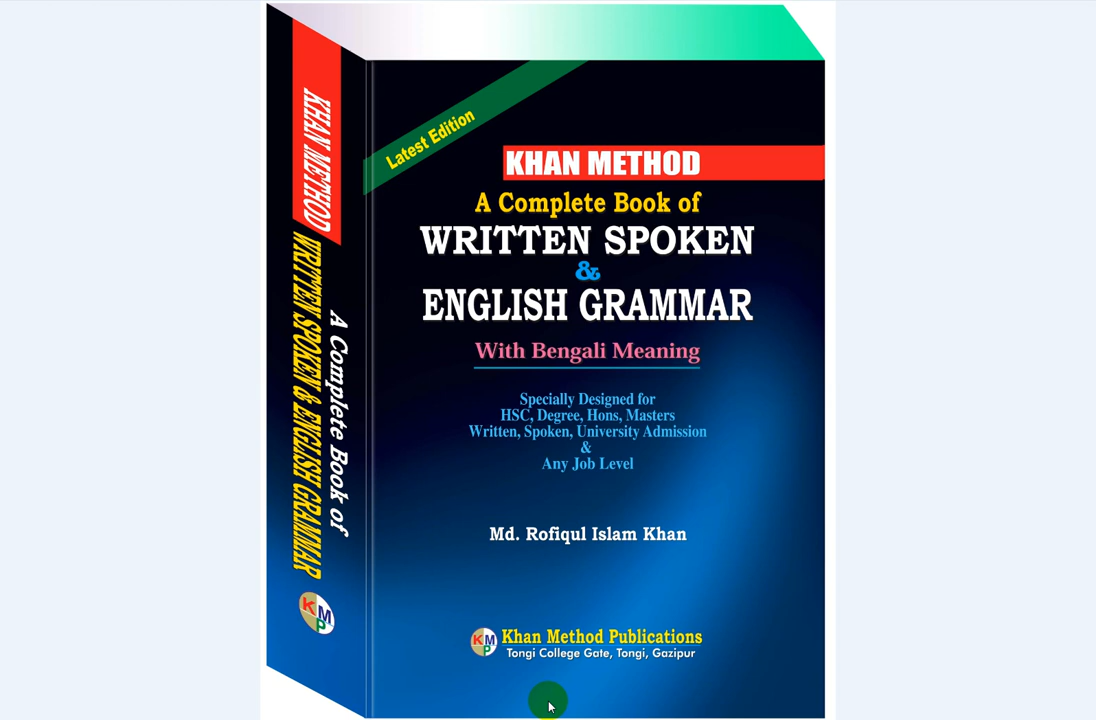 KHAN METHOD
WRITTEN SPOKEN & ENGLISH GRAMMAR
A Complete Book of
KMP
Latest Edition
KHAN METHOD
A Complete Book of
WRITTEN SPOKEN
&
ENGLISH GRAMMAR
With Bengali Meaning
Specially Designed for
HSC, Degree, Hons, Masters
Written, Spoken, University Admission
&
Any Job Level
Md. Rofiqul Islam Khan
KMP Khan Method Publications
Tongi College Gate, Tongi, Gazipur